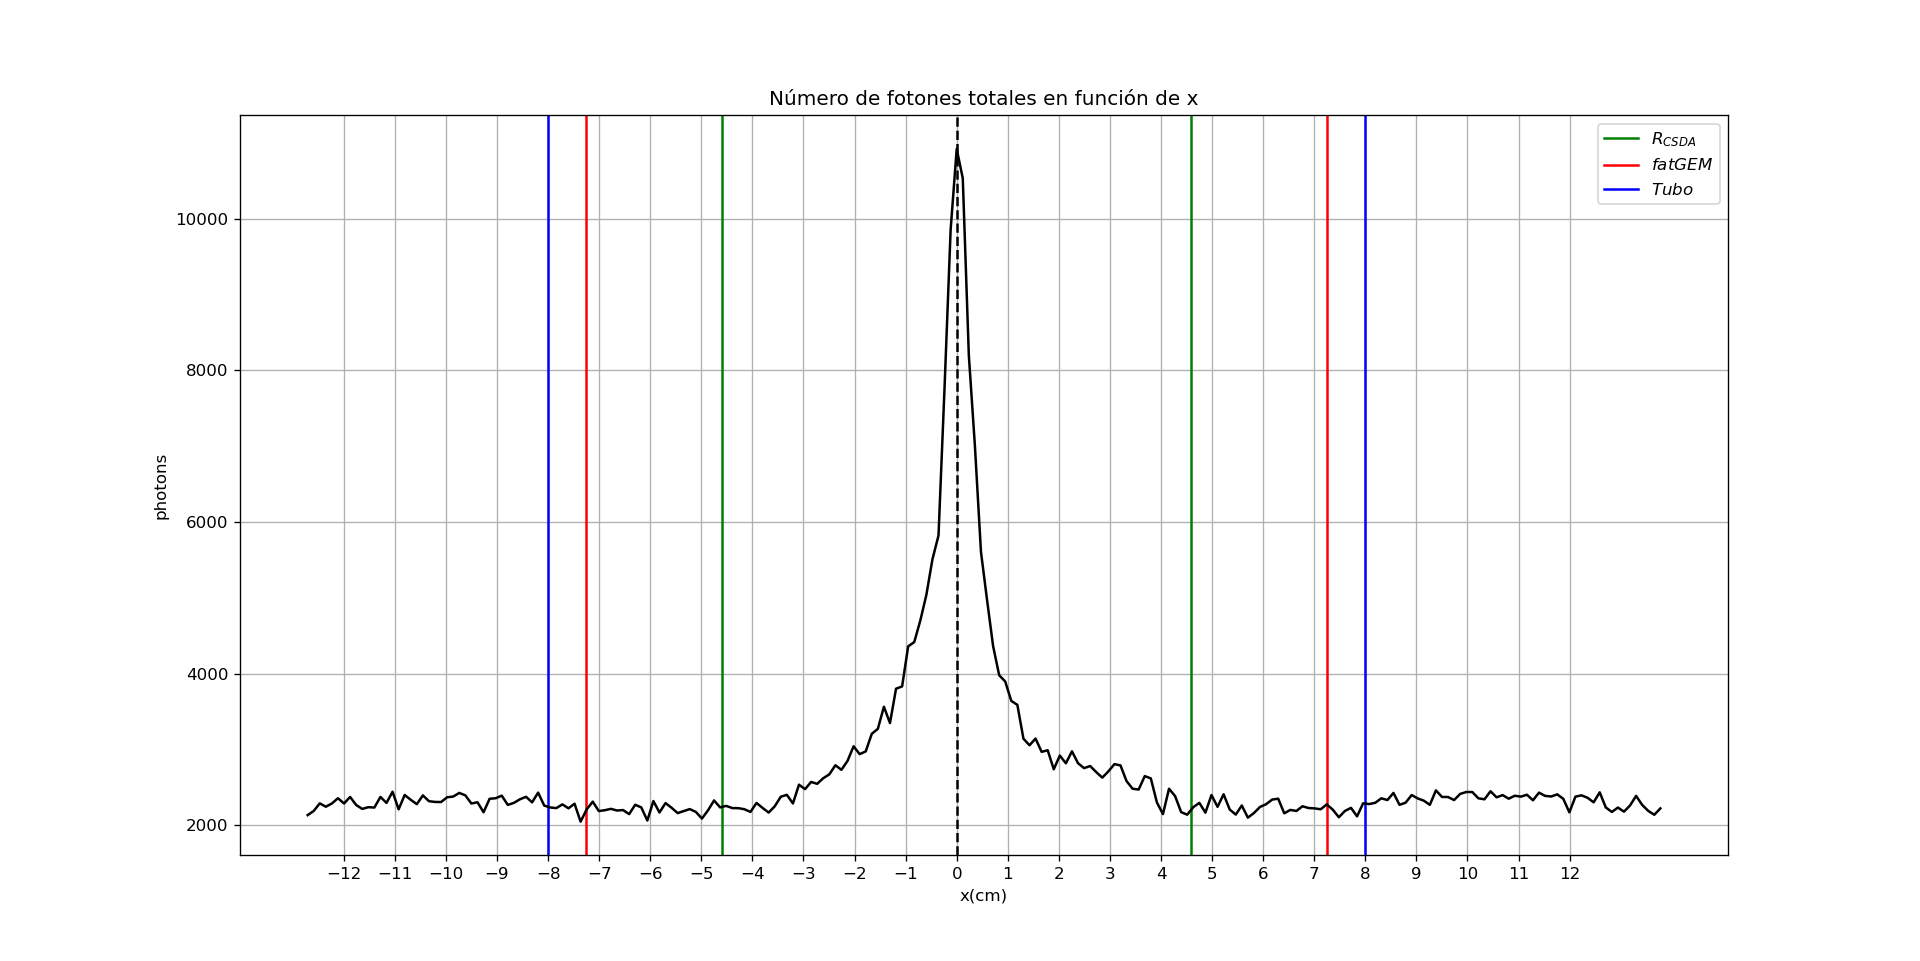 Número de fotones totales en función de x
R_CSDA
fatGEM
Tubo
photons
10000
8000
6000
4000
2000
−12 −11 −10 −9 −8 −7 −6 −5 −4 −3 −2 −1 0 1 2 3 4 5 6 7 8 9 10 11 12
x(cm)